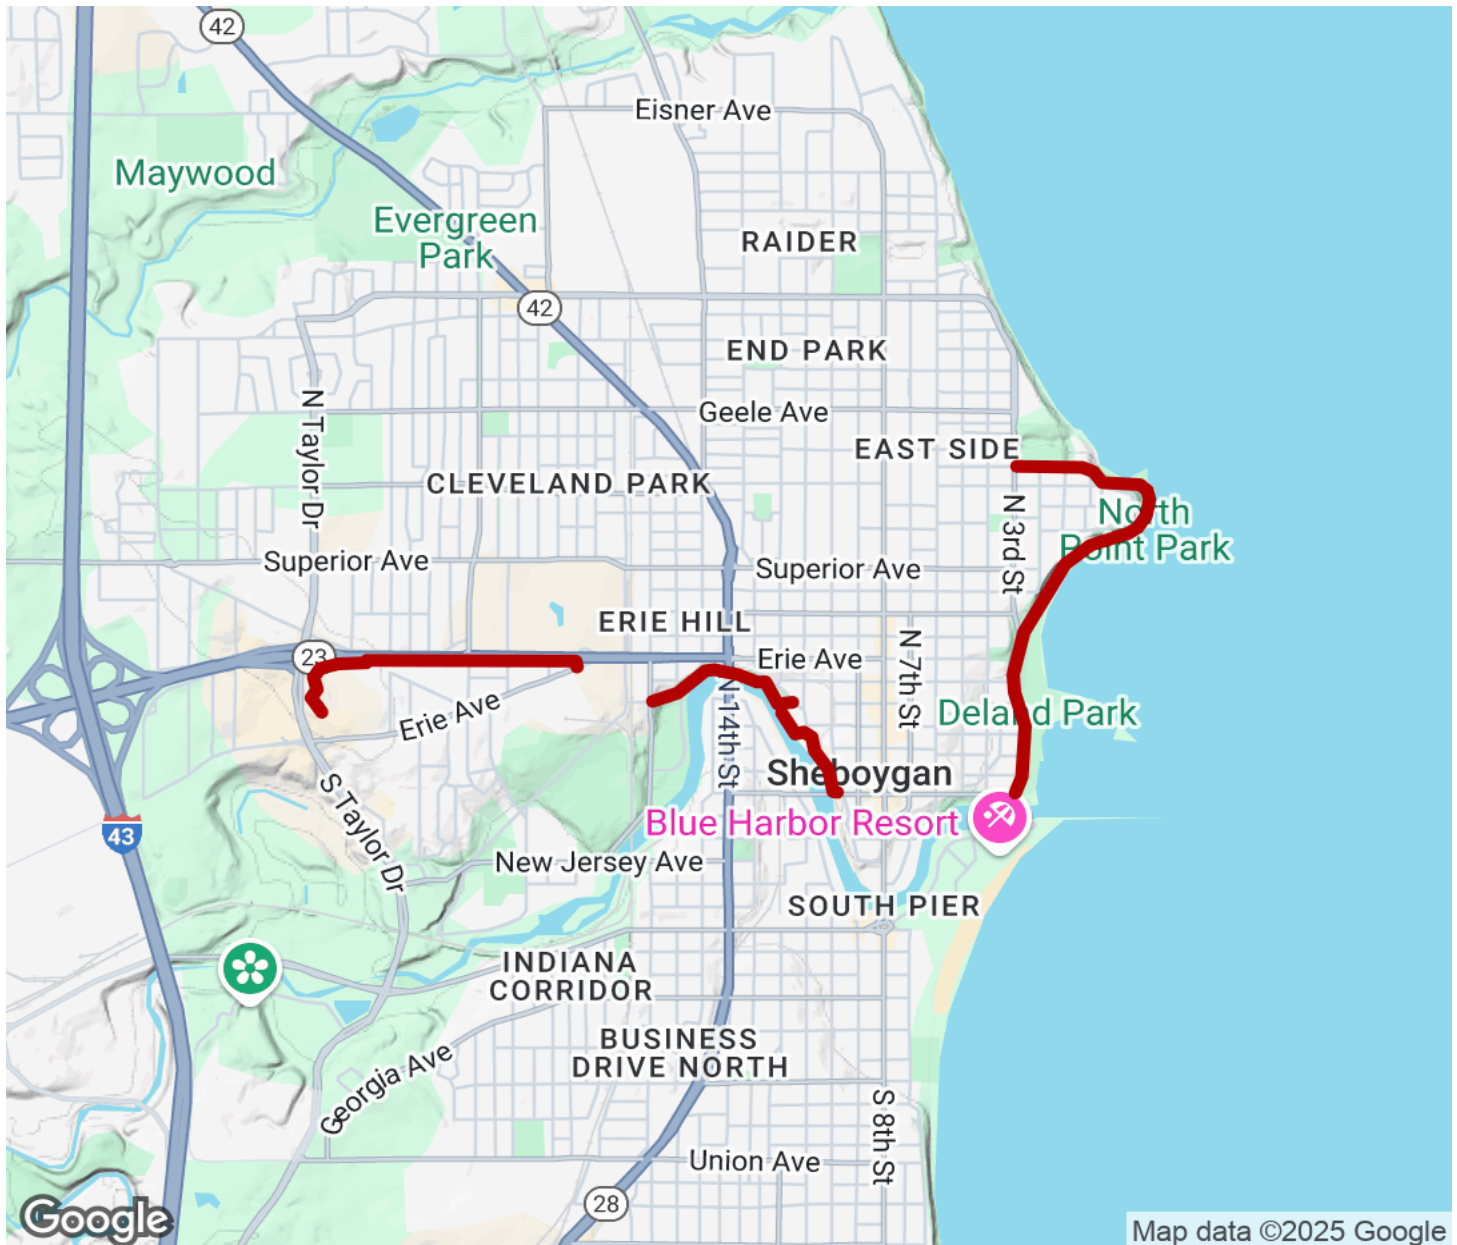 42
Eisner Ave
Maywood
Evergreen
Park
RAIDER
42
END PARK
N Taylor Dr
Geele Ave
EAST SIDE
CLEVELAND PARK
N 3rd St
North
Point Park
Superior Ave
Superior Ave
ERIE HILL
23
Erie Ave
N 7th St
Erie Ave
N 14th St
Deland Park
Sheboygan
S Taylor Dr
Blue Harbor Resort
43
New Jersey Ave
SOUTH PIER
INDIANA
CORRIDOR
BUSINESS
DRIVE NORTH
Georgia Ave
S 8th St
Union Ave
28
Google
Map data ©2025 Google